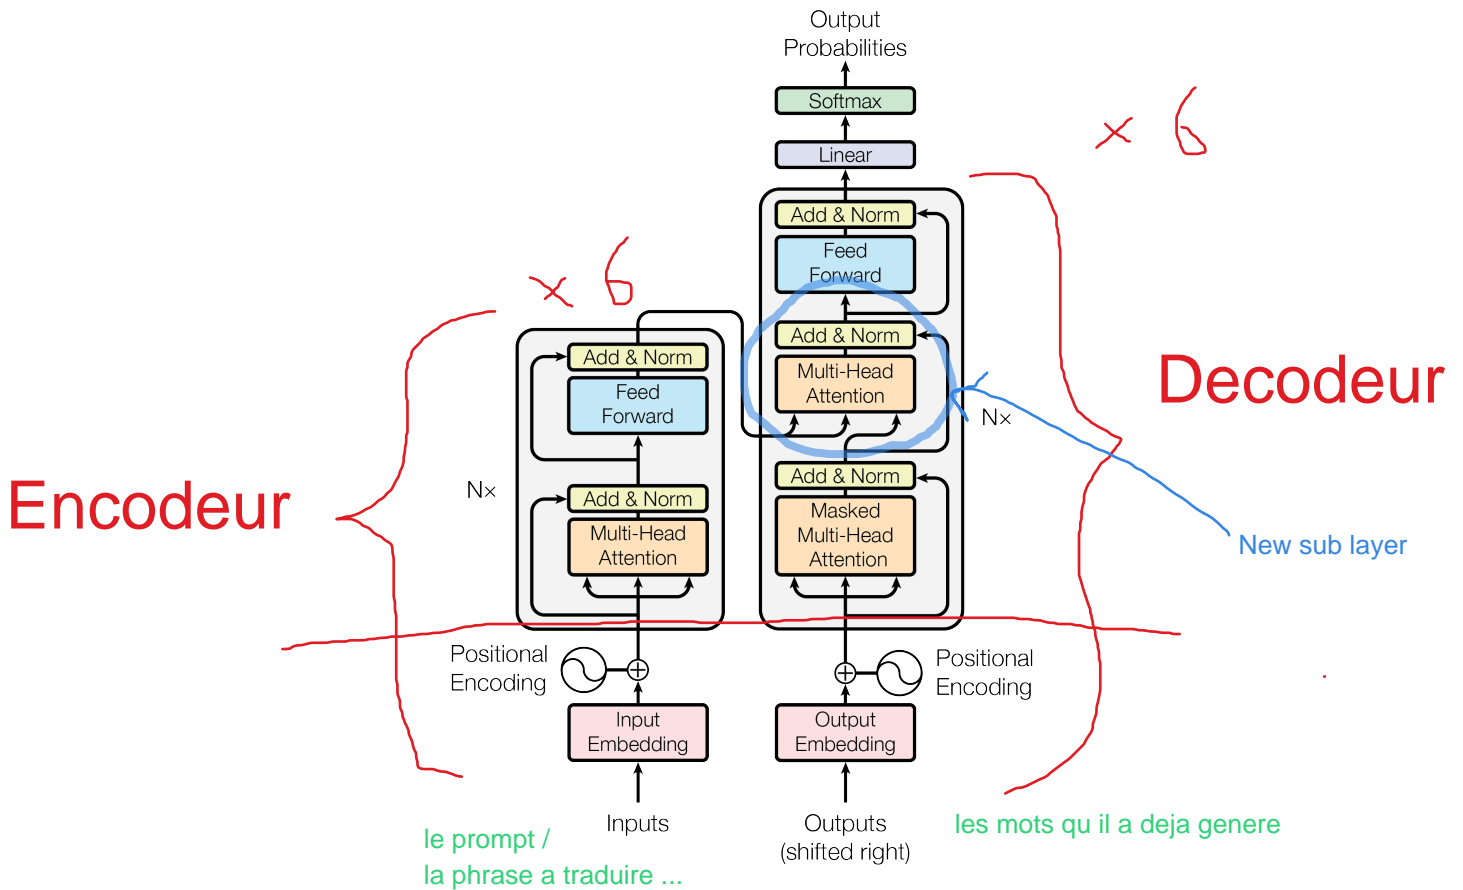 Output
Probabilities
Softmax
× 6
Linear
Add & Norm
Feed
Forward
× 6
Add & Norm
Multi-Head
Attention
Decodeur
N×
Add & Norm
Feed
Forward
Encodeur
N×
Add & Norm
Multi-Head
Attention
Add & Norm
Masked
Multi-Head
Attention
New sub layer
Positional
Encoding
Positional
Encoding
Input
Embedding
Output
Embedding
Inputs
Outputs
(shifted right)
les mots qu il a deja genere
le prompt /
la phrase a traduire ...